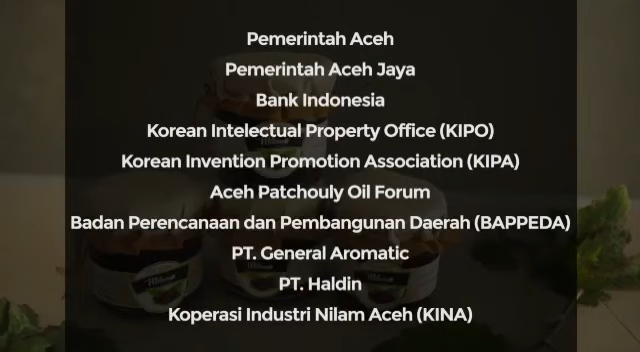 Pemerintah Aceh
Pemerintah Aceh Jaya
Bank Indonesia
Korean Intelectual Property Office (KIPO)
Korean Invention Promotion Association (KIPA)
Aceh Patchouly Oil Forum
Badan Perencanaan dan Pembangunan Daerah (BAPPEDA)
PT. General Aromatic
PT. Haldin
Koperasi Industri Nilam Aceh (KINA)